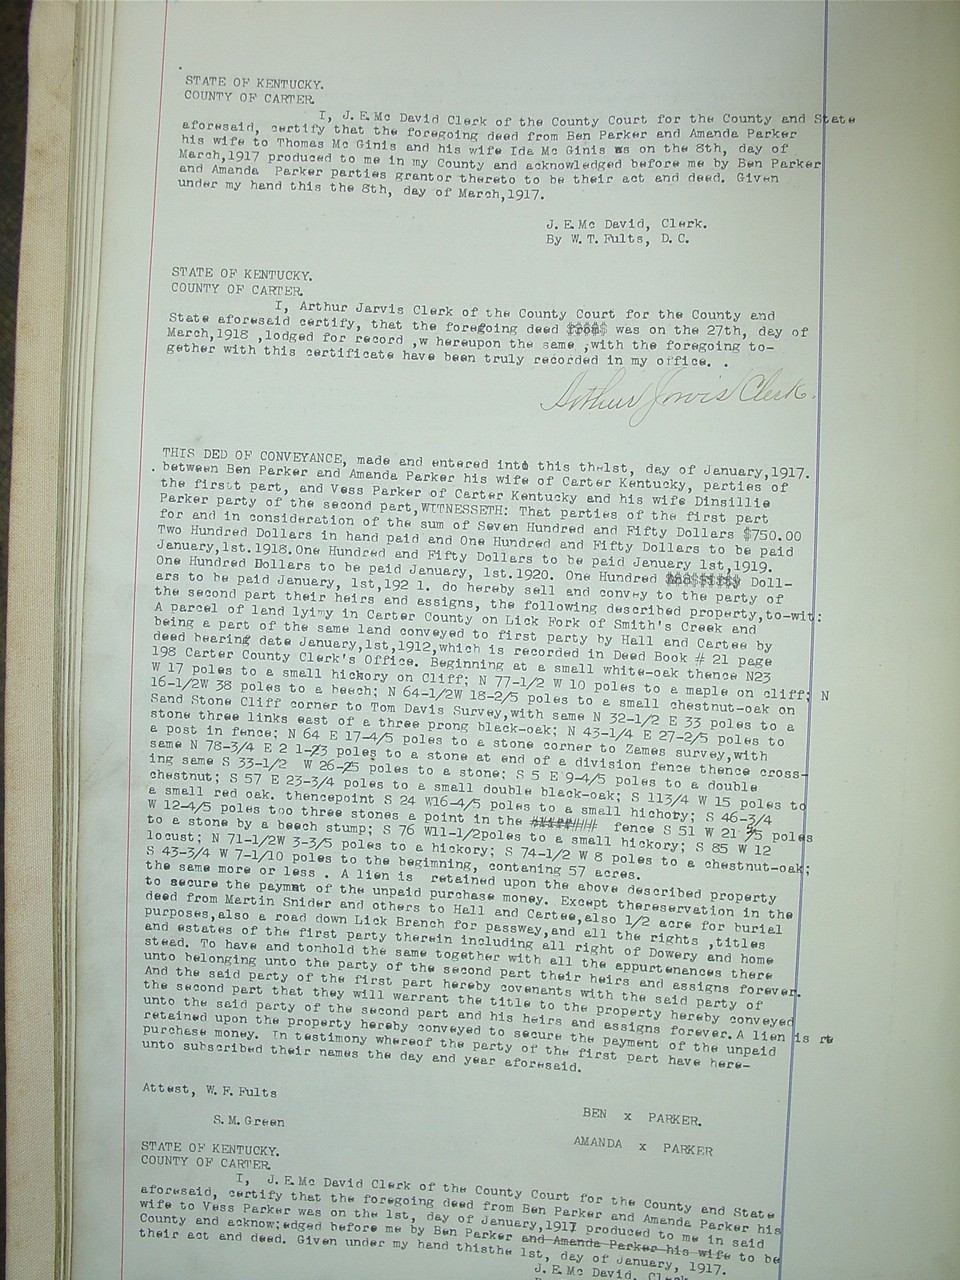 STATE OF KENTUCKY.
COUNTY OF CARTER.
I, J.E.Mc David Clerk of the County Court for the County and State
aforesaid, certify that the foregoing deed from Ben Parker and Amanda Parker
his wife to Thomas Mc Ginis and his wife Ida Mc Ginis was on the 8th, day of
March,1917 produced to me in my County and acknowledged before me by Ben Parker
and Amanda Parker parties grantor thereto to be their act and deed. Given
under my hand this the 8th, day of March,1917.
J.E.Mc David, Clerk.
By W.T. Fults, D.C.
STATE OF KENTUCKY.
COUNTY OF CARTER.
I, Arthur Jarvis Clerk of the County Court for the County and
State aforesaid certify, that the foregoing deed from was on the 27th, day of
March,1918 ,lodged for record ,w hereupon the same ,with the foregoing to-
gether with this certificate have been truly recorded in my office. .
Arthur Jarvis Clerk.
THIS DED OF CONVEYANCE, made and entered into this the1st, day of January,1917.
. between Ben Parker and Amanda Parker his wife of Carter Kentucky, parties of
the first part, and Vess Parker of Carter Kentucky and his wife Dinsillie
Parker party of the second part,WITNESSETH: That parties of the first part
for and in consideration of the sum of Seven Hundred and Fifty Dollars $750.00
Two Hundred Dollars in hand paid and One Hundred and Fifty Dollars to be paid
January,1st.1918.One Hundred and Fifty Dollars to be paid January 1st,1919.
One Hundred Dollars to be paid January, 1st.1920. One Hundred Doll-
ars to be paid January, 1st,192 1. do hereby sell and convey to the party of
the second part their heirs and assigns, the following described property,to-wit:
A parcel of land lyimy in Carter County on Lick Fork of Smith's Creek and
being a part of the same land conveyed to first party by Hall and Cartee by
deed bearing date January,1st,1912,which is recorded in Deed Book # 21 page
198 Carter County Clerk's Office. Beginning at a small white-oak thence N23
W 17 poles to a small hickory on Cliff; N 77-1/2 W 10 poles to a maple on cliff; N
16-1/2W 38 poles to a beech; N 64-1/2W 18-2/5 poles to a small chestnut-oak on
Sand Stone Cliff corner to Tom Davis Survey,with same N 32-1/2 E 33 poles to a
stone three links east of a three prong black-oak; N 43-1/4 E 27-2/5 poles to
a post in fence; N 64 E 17-4/5 poles to a stone corner to Zames survey,with
same N 78-3/4 E 2 1-23 poles to a stone at end of a division fence thence cross-
ing same S 33-1/2 W 26-25 poles to a stone; S 5 E 9-4/5 poles to a double
chestnut; S 57 E 23-3/4 poles to a small double black-oak; S 113/4 W 15 poles to
a small red oak. thencepoint S 24 W16-4/5 poles to a small hichory; S 46-3/4
W 12-4/5 poles too three stones a point in the fence S 51 W 21 poles
to a stone by a beech stump; S 76 W11-1/2poles to a small hickory; S 85 W 12
locust; N 71-1/2W 3-3/5 poles to a hickory; S 74-1/2 W 8 poles to a chestnut-oak;
S 43-3/4 W 7-1/10 poles to the beginning, contaning 57 acres.
the same more or less . A lien is retained upon the above described property
to secure the paymat of the unpaid purchase money. Except thereservation in the
deed from Martin Snider and others to Hall and Cartee,also 1/2 acre for burial
purposes,also a road down Lick Branch for passway,and all the rights ,titles
and estates of the first party therein including all right of Dowery and home
stead. To have and tonhold the same together with all the appurtenances there
unto belonging unto the party of the second part their heirs and assigns forever.
And the said party of the first part hereby covenants with the said party of
the second part that they will warrant the title to the property hereby conveyed
unto the said party of the second part and his heirs and assigns forever.A lien is re
retained upon the property hereby conveyed to secure the payment of the unpaid
purchase money. In testimony whereof the party of the first part have here-
unto subscribed their names the day and year aforesaid.
Attest, W.F.Fults
BEN x PARKER.
S.M.Green
AMANDA x PARKER
STATE OF KENTUCKY.
COUNTY OF CARTER.
I, J.E.Mc David Clerk of the County Court for the County and State
aforesaid, certify that the foregoing deed from Ben Parker and Amanda Parker his
wife to Vess Parker was on the 1st, day of January,1917 produced to me in said
County and acknow;edged before me by Ben Parker and Amanda Parker his wife to be
their act and deed. Given under my hand thisthe 1st, day of January, 1917.
J.E.Mc David, Clerk